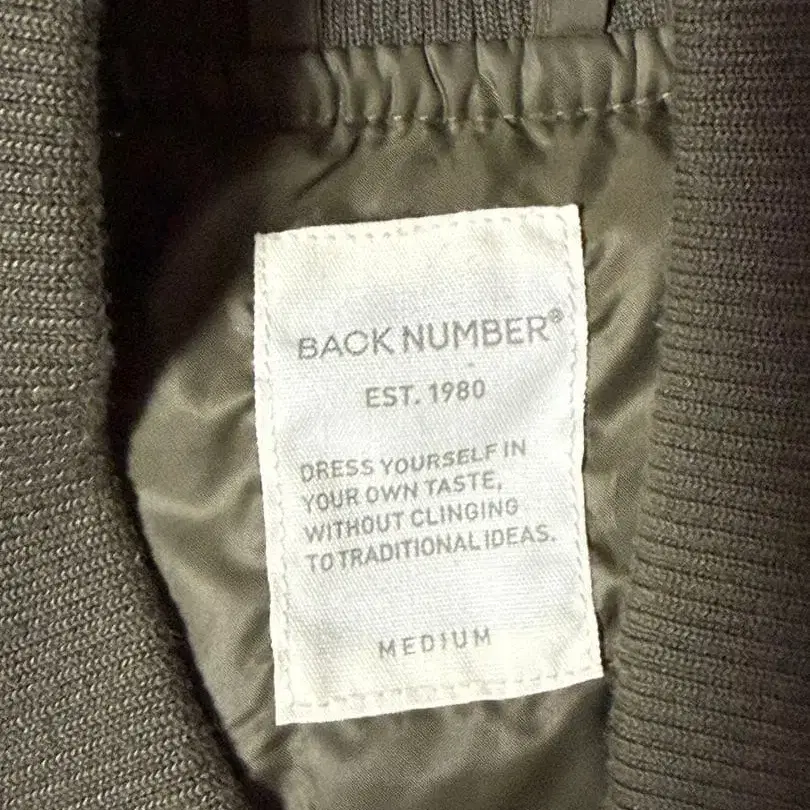 BACK NUMBER®
EST. 1980
DRESS YOURSELF IN
YOUR OWN TASTE,
WITHOUT CLINGING
TO TRADITIONAL IDEAS.
MEDIUM